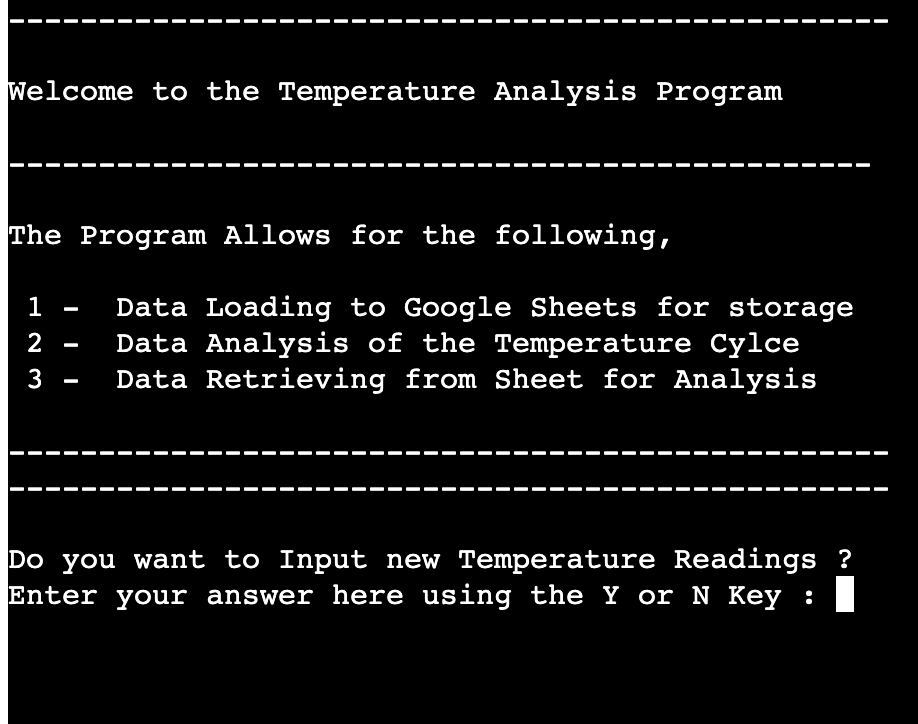 -------------------------------------------------
Welcome to the Temperature Analysis Program
------------------------------------------------
The Program Allows for the following,
1 -  Data Loading to Google Sheets for storage
2 -  Data Analysis of the Temperature Cylce
3 -  Data Retrieving from Sheet for Analysis
-------------------------------------------------
-------------------------------------------------
Do you want to Input new Temperature Readings ?
Enter your answer here using the Y or N Key :